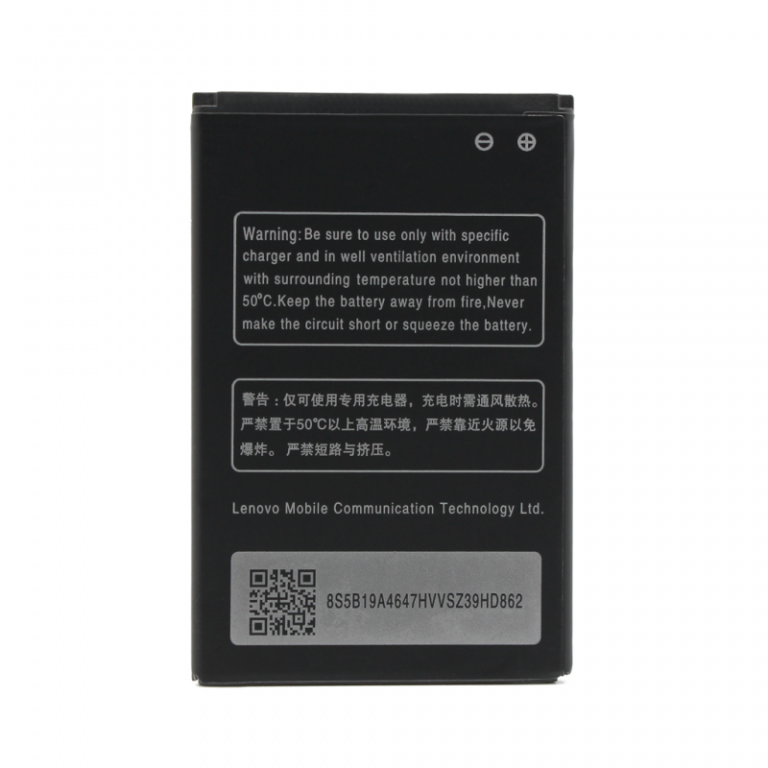 Warning:Be sure to use only with specific
charger and in well ventilation environment
with surrounding temperature not higher than
50℃.Keep the battery away from fire,Never
make the circuit short or squeeze the battery.
警告：仅可使用专用充电器，充电时需通风散热。
严禁置于50℃以上高温环境，严禁靠近火源以免
爆炸。严禁短路与挤压。
Lenovo Mobile Communication Technology Ltd.
8S5B19A4647HVVSZ39HD862